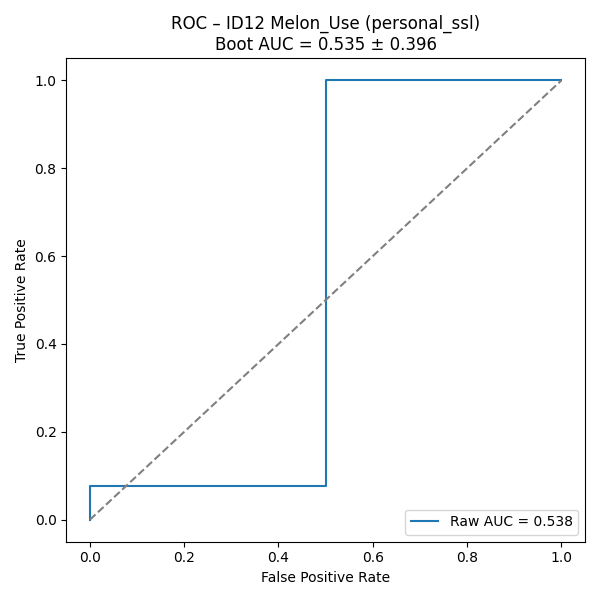 ROC – ID12 Melon_Use (personal_ssl)
Boot AUC = 0.535 ± 0.396
1.0
0.8
0.6
0.4
0.2
0.0
True Positive Rate
Raw AUC = 0.538
0.0 0.2 0.4 0.6 0.8 1.0
False Positive Rate